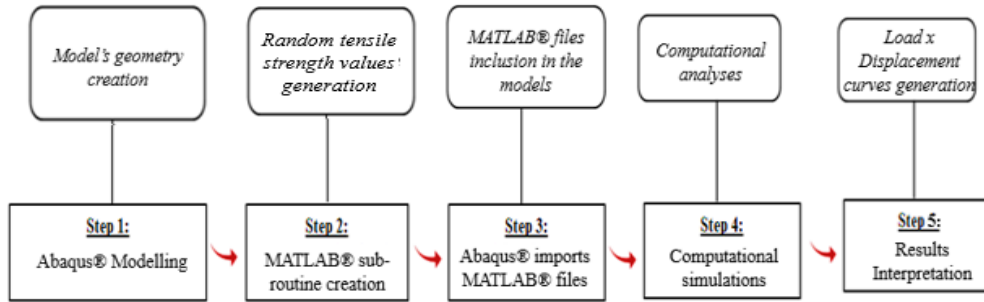 Model's geometry
creation
Random tensile
strength values'
generation
MATLAB® files
inclusion in the
models
Computational
analyses
Load x
Displacement
curves generation
Step 1:
Abaqus® Modelling
Step 2:
MATLAB® sub-
routine creation
Step 3:
Abaqus® imports
MATLAB® files
Step 4:
Computational
simulations
Step 5:
Results
Interpretation